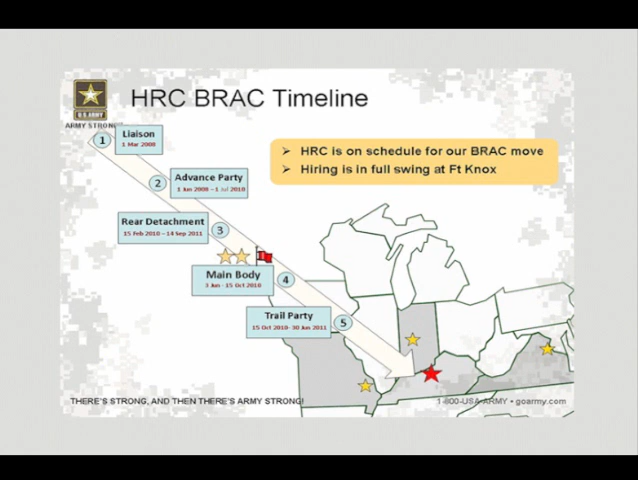 HRC BRAC Timeline
U.S.ARMY
ARMY STRONG
1
Liaison
1 Mar 2008
➢ HRC is on schedule for our BRAC move
➢ Hiring is in full swing at Ft Knox
2
Advance Party
1 Jun 2008 – 1 Jul 2010
Rear Detachment
15 Feb 2010 – 14 Sep 2011
3
Main Body
3 Jun - 15 Oct 2010
4
Trail Party
15 Oct 2010- 30 Jun 2011
5
THERE'S STRONG, AND THEN THERE'S ARMY STRONG!
1-800-USA-ARMY • goarmy.com